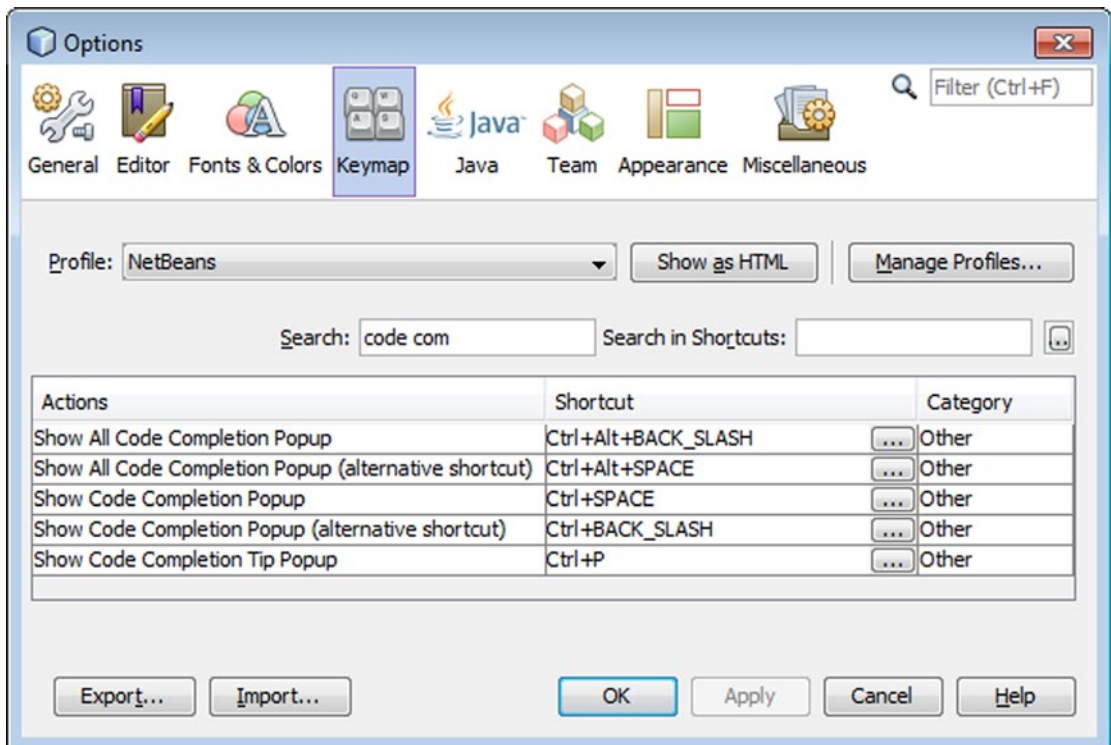 Options
Filter (Ctrl+F)
General Editor Fonts & Colors Keymap Java Team Appearance Miscellaneous
Java
Profile: NetBeans Show as HTML Manage Profiles...
Search: code com Search in Shortcuts: ...
Actions Shortcut Category
Show All Code Completion Popup Ctrl+Alt+BACK_SLASH ... Other
Show All Code Completion Popup (alternative shortcut) Ctrl+Alt+SPACE ... Other
Show Code Completion Popup Ctrl+SPACE ... Other
Show Code Completion Popup (alternative shortcut) Ctrl+BACK_SLASH ... Other
Show Code Completion Tip Popup Ctrl+P ... Other
Export... Import... OK Apply Cancel Help